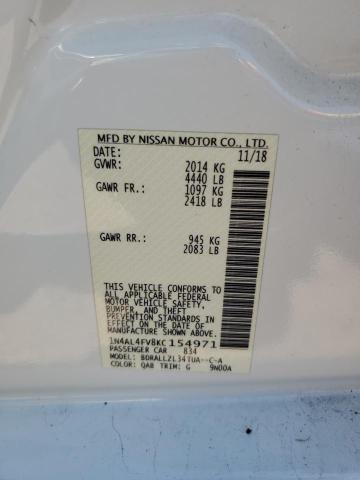 MFD BY NISSAN MOTOR CO., LTD.
DATE: 11/18
GVWR: 2014 KG
4440 LB
GAWR FR.: 1097 KG
2418 LB
GAWR RR.: 945 KG
2083 LB
THIS VEHICLE CONFORMS TO
ALL APPLICABLE FEDERAL
MOTOR VEHICLE SAFETY,
BUMPER, AND THEFT
PREVENTION STANDARDS IN
EFFECT ON THE DATE OF
MANUFACTURE SHOWN ABOVE.
1N4AL4FV8KC154971
PASSENGER CAR 834
MODEL: BDRALLZL34TUA--C-A
COLOR: QAB TRIM: G 9N00A